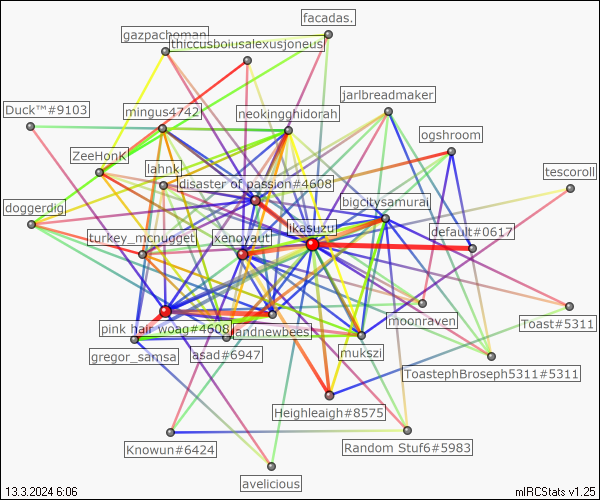 facadas.
gazpachoman
thiccusboiusalexusjoneus
jarlbreadmaker
Duck™#9103
mingus4742
neokingghidorah
ogshroom
ZeeHonK
lahnk
tescoroll
disaster of passion#4608
doggerdig
bigcitysamurai
ikasuzu
default#0617
turkey_mcnugget
xenoyaut
moonraven
Toast#5311
pink hair woag#4608
landnewbees
gregor_samsa
asad#6947
mukszi
ToastephBroseph5311#5311
Heighleaigh#8575
Knowun#6424
Random Stuf6#5983
avelicious
13.3.2024 6:06
mIRCStats v1.25